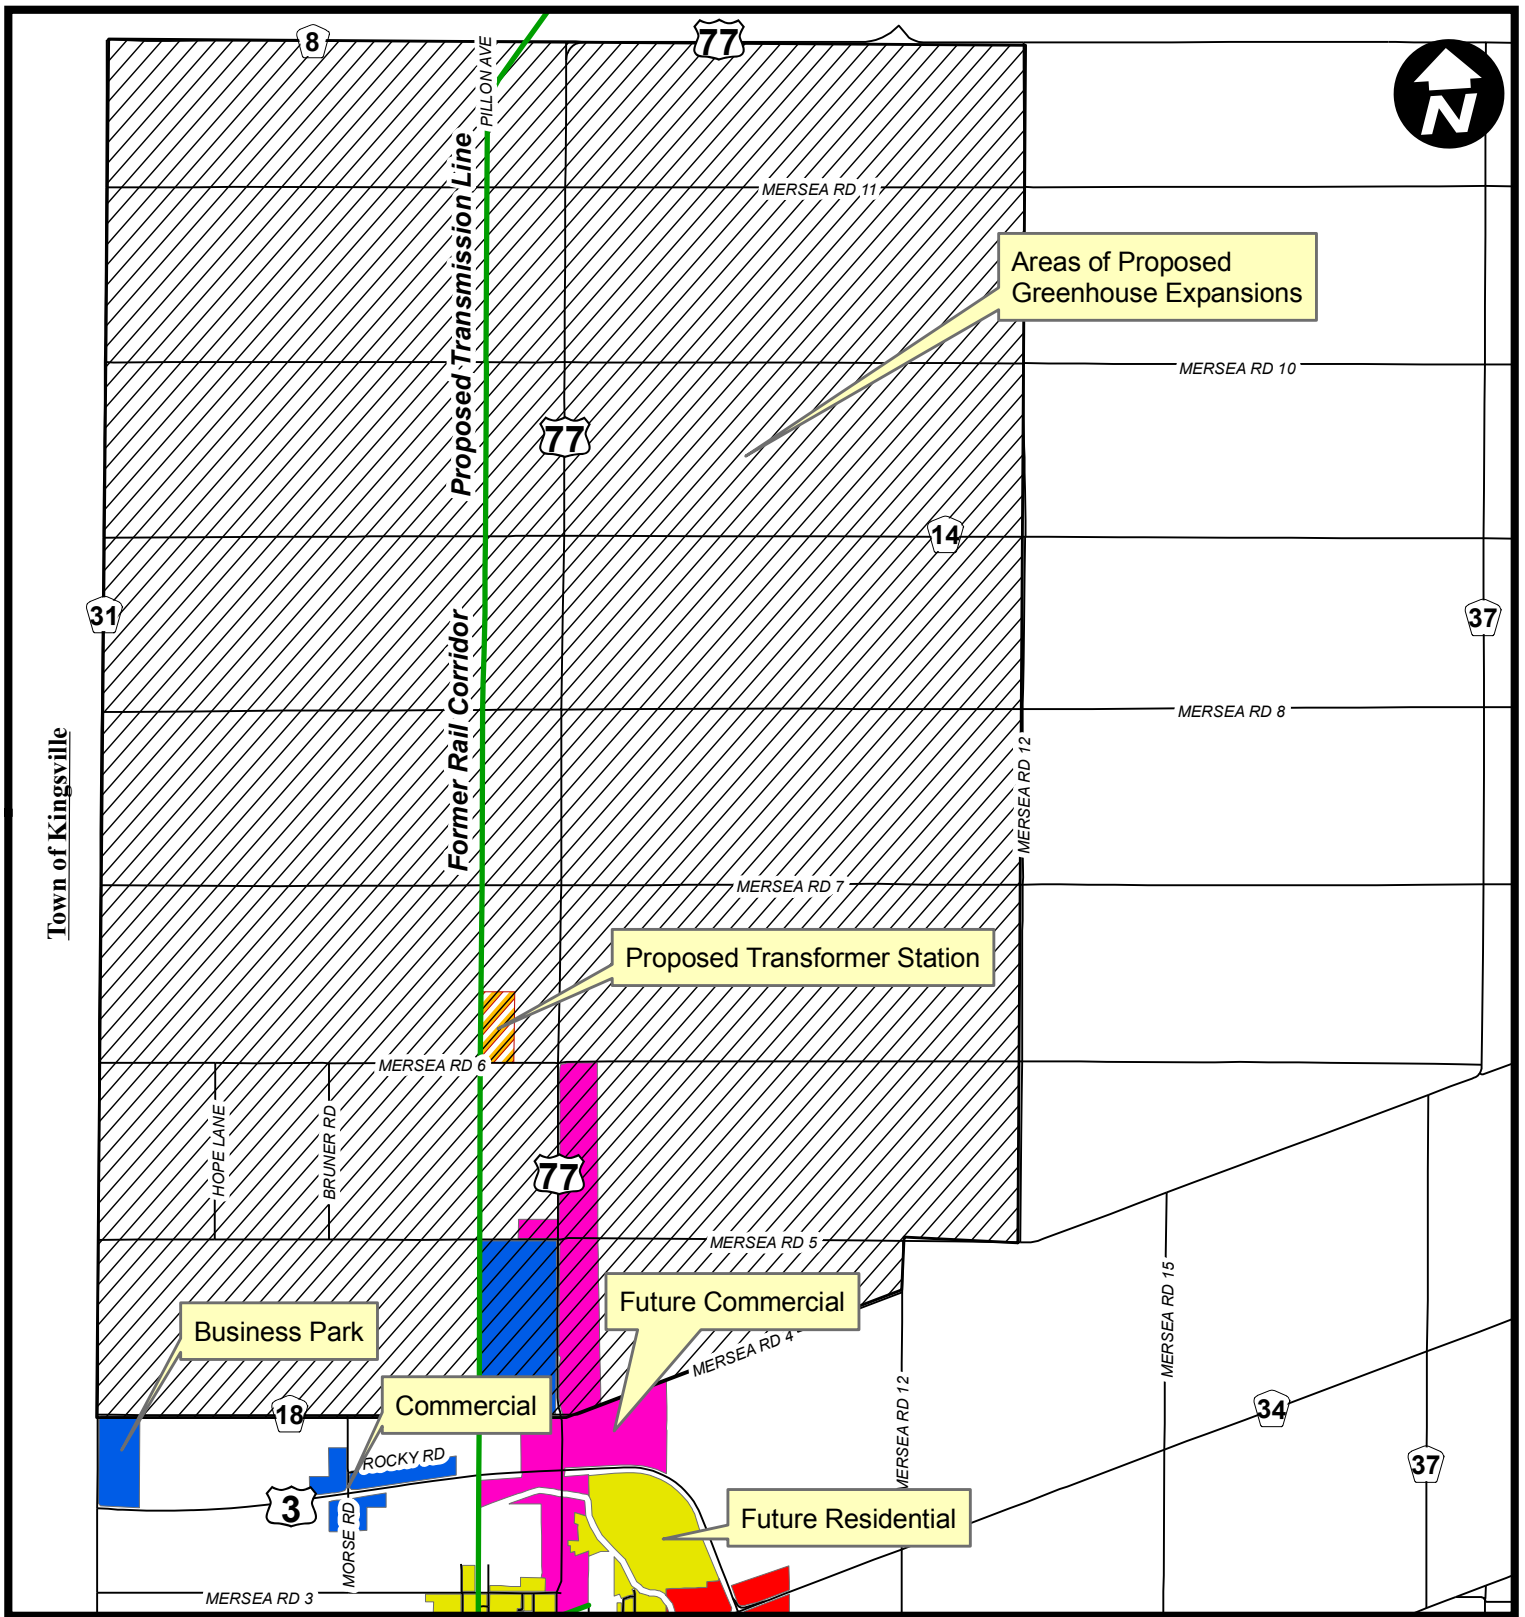 8
77
PILLON AVE
N
Proposed Transmission Line
MERSEA RD 11
Areas of Proposed
Greenhouse Expansions
MERSEA RD 10
77
14
31
37
Former Rail Corridor
MERSEA RD 8
Town of Kingsville
MERSEA RD 12
MERSEA RD 7
Proposed Transformer Station
MERSEA RD 6
HOPE LANE
BRUNER RD
77
MERSEA RD 5
MERSEA RD 15
Future Commercial
Business Park
MERSEA RD 4
Commercial
MERSEA RD 12
18
34
ROCKY RD
37
3
Future Residential
MORSE RD
MERSEA RD 3